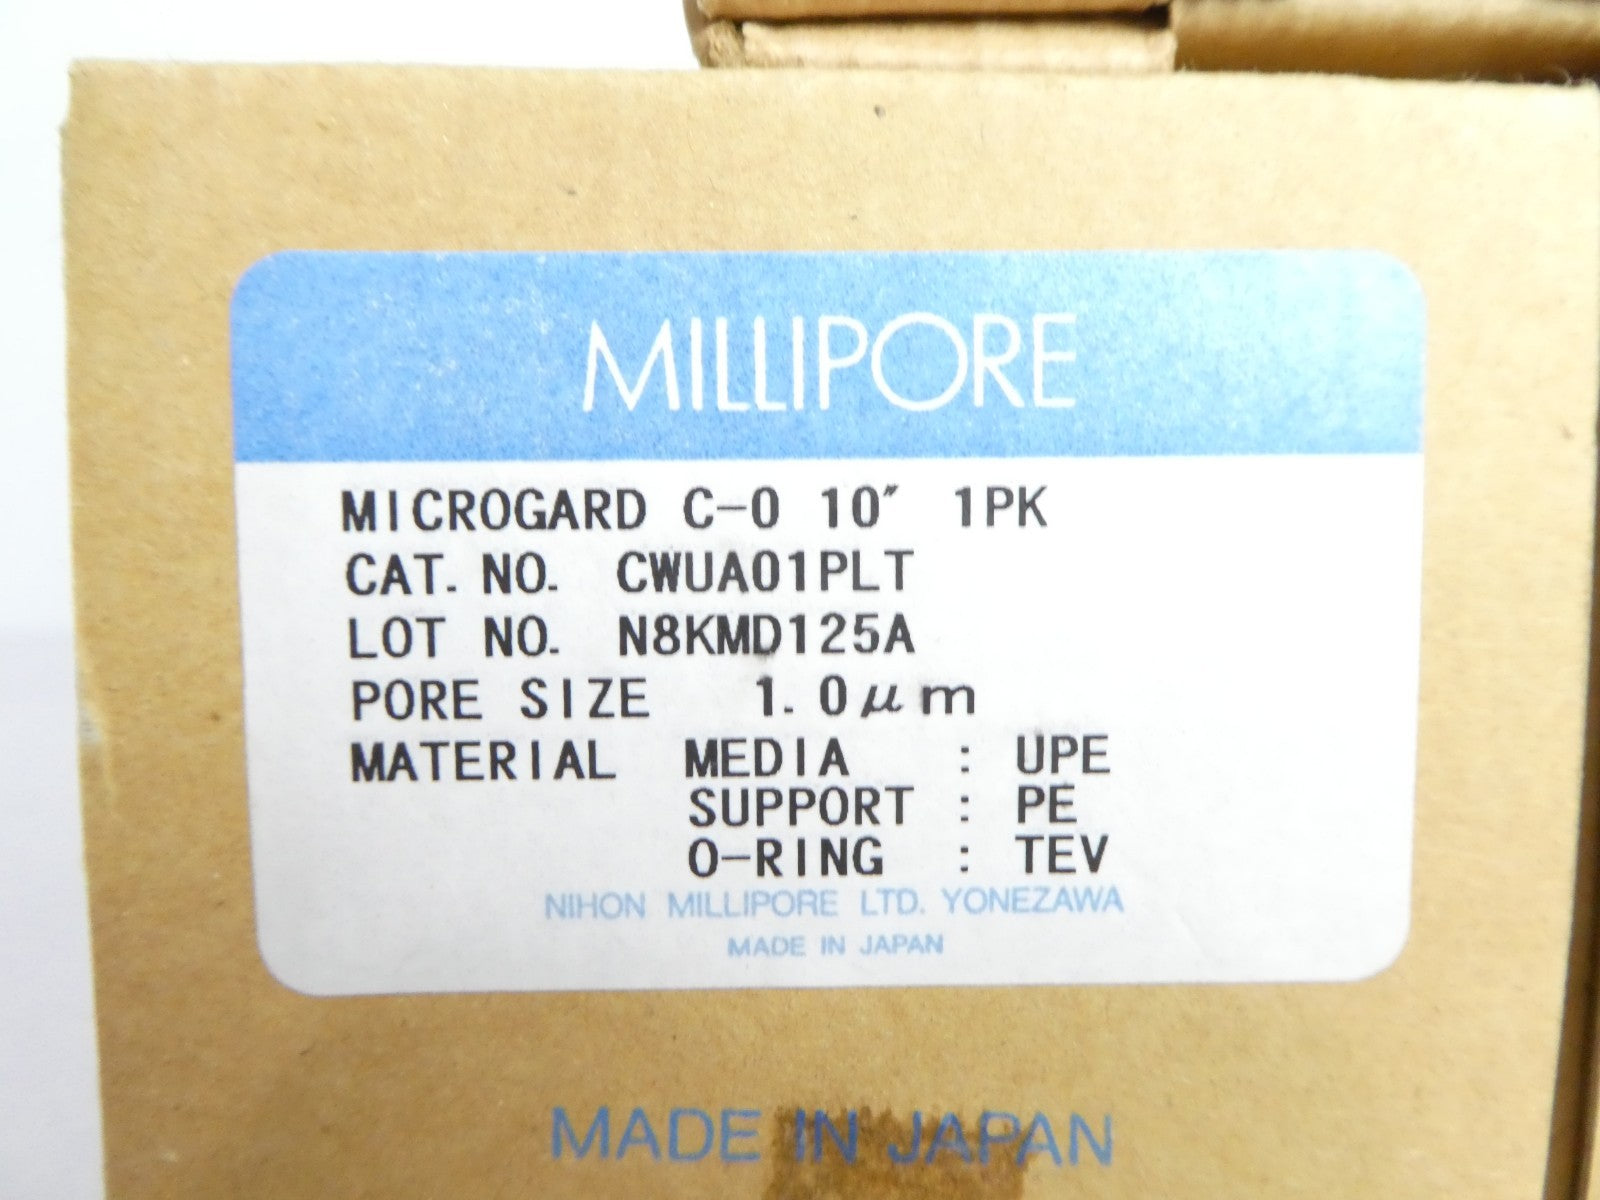 MILLIPORE
MICROGARD C-0 10″ 1PK
CAT. NO. CWUA01PLT
LOT NO. N8KMD125A
PORE SIZE 1.0μm
MATERIAL MEDIA : UPE
SUPPORT : PE
O-RING : TEV
NIHON MILLIPORE LTD. YONEZAWA
MADE IN JAPAN
MADE IN JAPAN